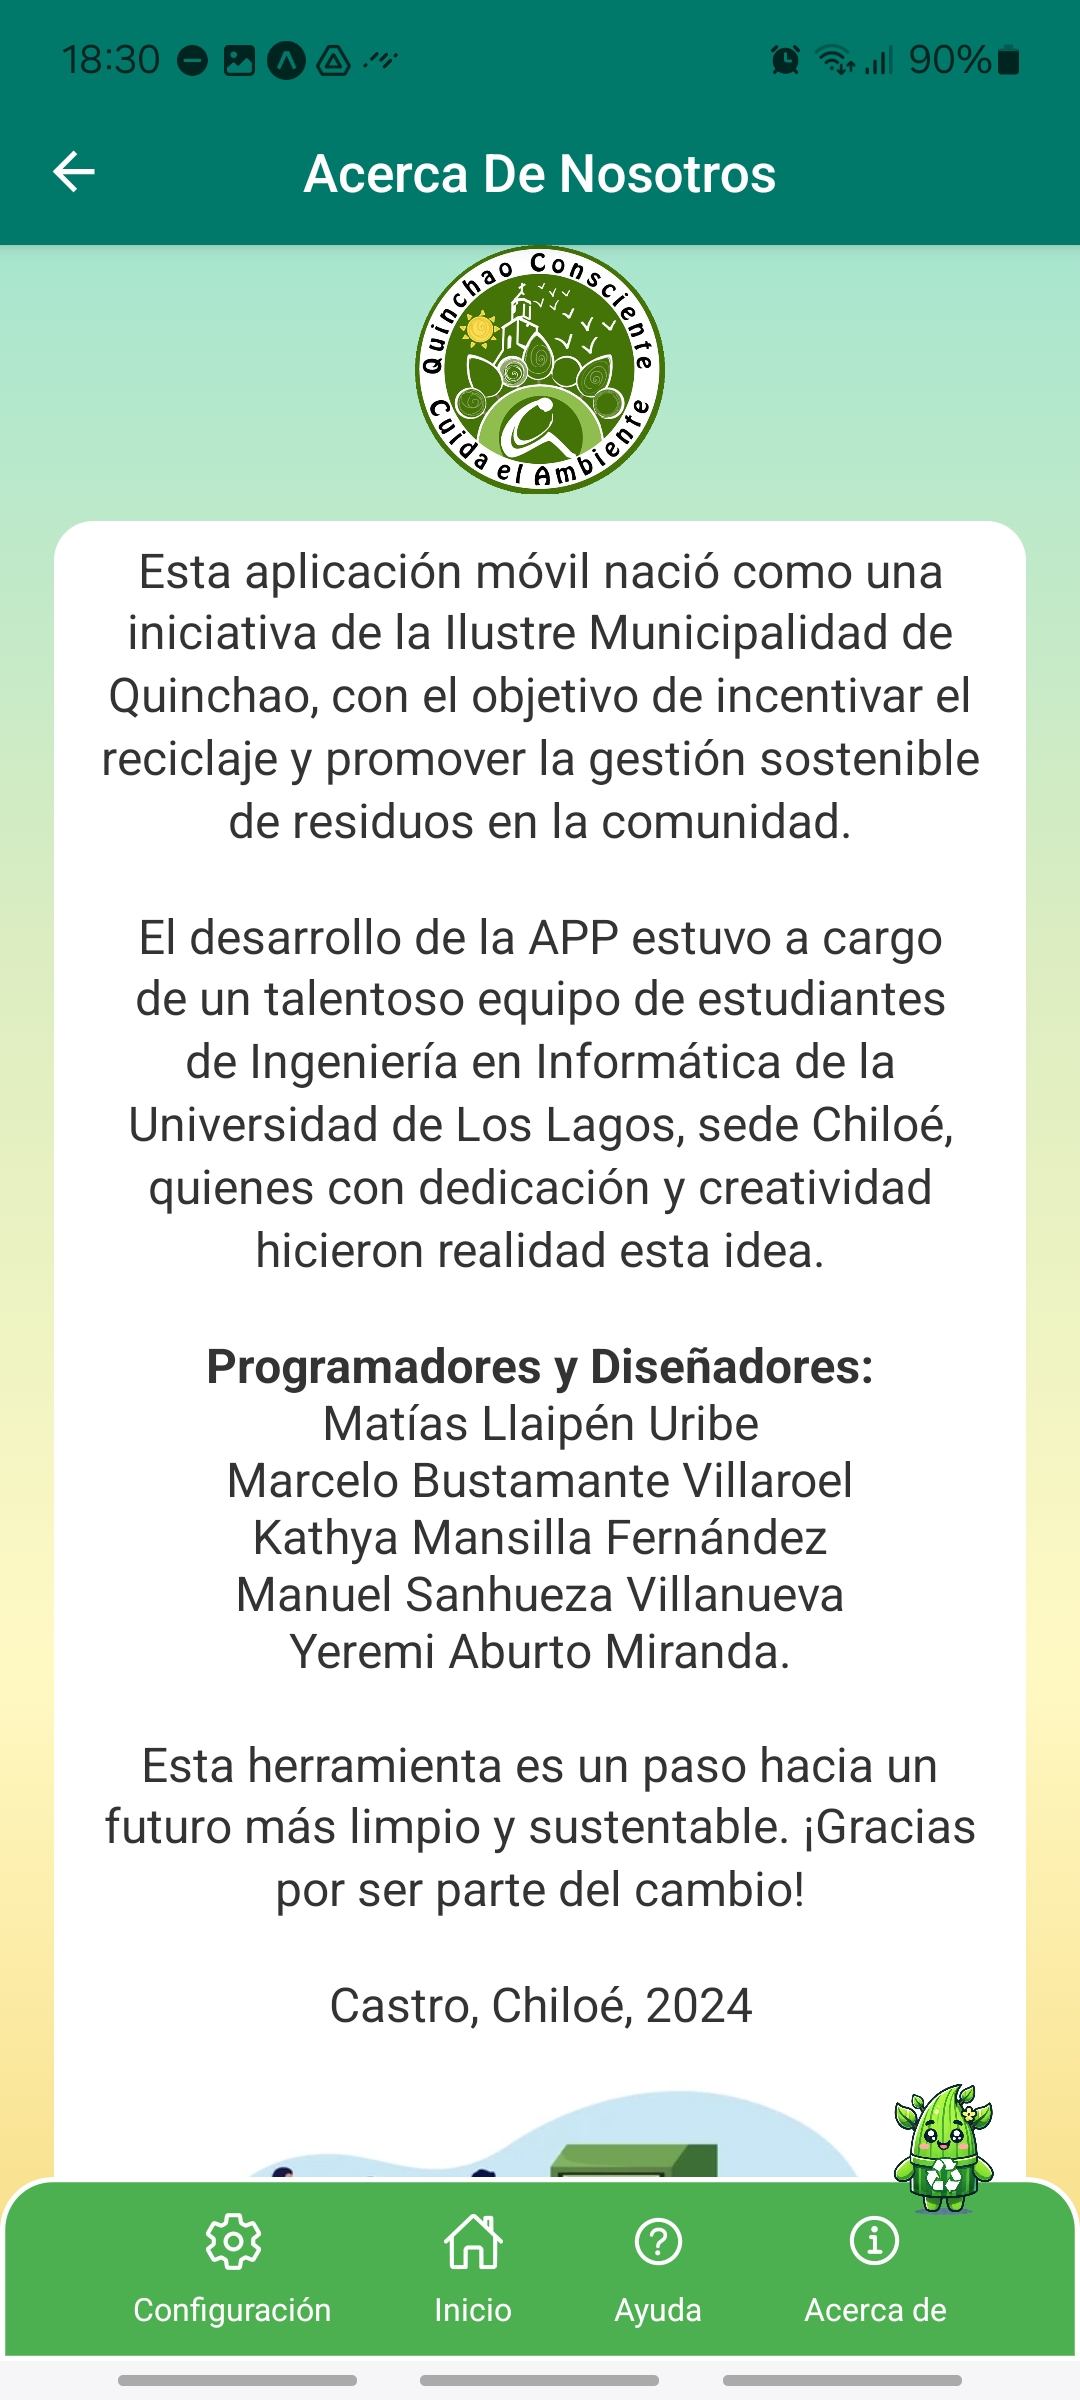 18:30
90%
Acerca De Nosotros
Quinchao Consciente
Cuida el Ambiente
Esta aplicación móvil nació como una
iniciativa de la Ilustre Municipalidad de
Quinchao, con el objetivo de incentivar el
reciclaje y promover la gestión sostenible
de residuos en la comunidad.
El desarrollo de la APP estuvo a cargo
de un talentoso equipo de estudiantes
de Ingeniería en Informática de la
Universidad de Los Lagos, sede Chiloé,
quienes con dedicación y creatividad
hicieron realidad esta idea.
Programadores y Diseñadores:
Matías Llaipén Uribe
Marcelo Bustamante Villaroel
Kathya Mansilla Fernández
Manuel Sanhueza Villanueva
Yeremi Aburto Miranda.
Esta herramienta es un paso hacia un
futuro más limpio y sustentable. ¡Gracias
por ser parte del cambio!
Castro, Chiloé, 2024
Configuración
Inicio
Ayuda
Acerca de